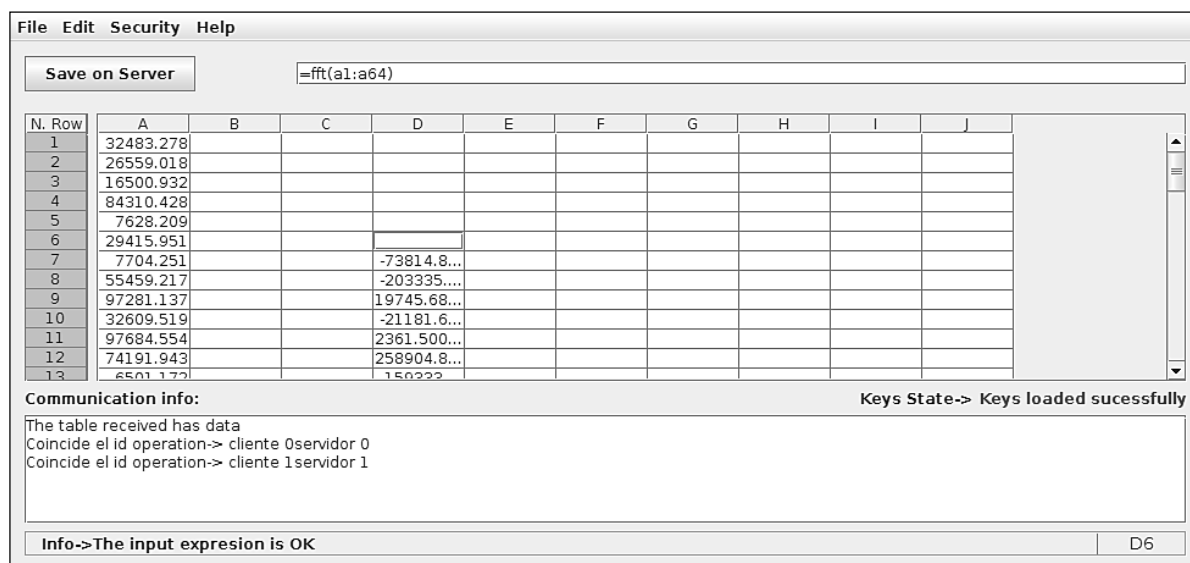 File Edit Security Help
Save on Server =fft(a1:a64)
N. Row A B C D E F G H I J
1 32483.278
2 26559.018
3 16500.932
4 84310.428
5 7628.209
6 29415.951
7 7704.251 -73814.8...
8 55459.217 -203335....
9 97281.137 19745.68...
10 32609.519 -21181.6...
11 97684.554 2361.500...
12 74191.943 258904.8...
13 6501.172
Communication info: Keys State-> Keys loaded sucessfully
The table received has data
Coincide el id operation-> cliente 0servidor 0
Coincide el id operation-> cliente 1servidor 1
Info->The input expresion is OK D6